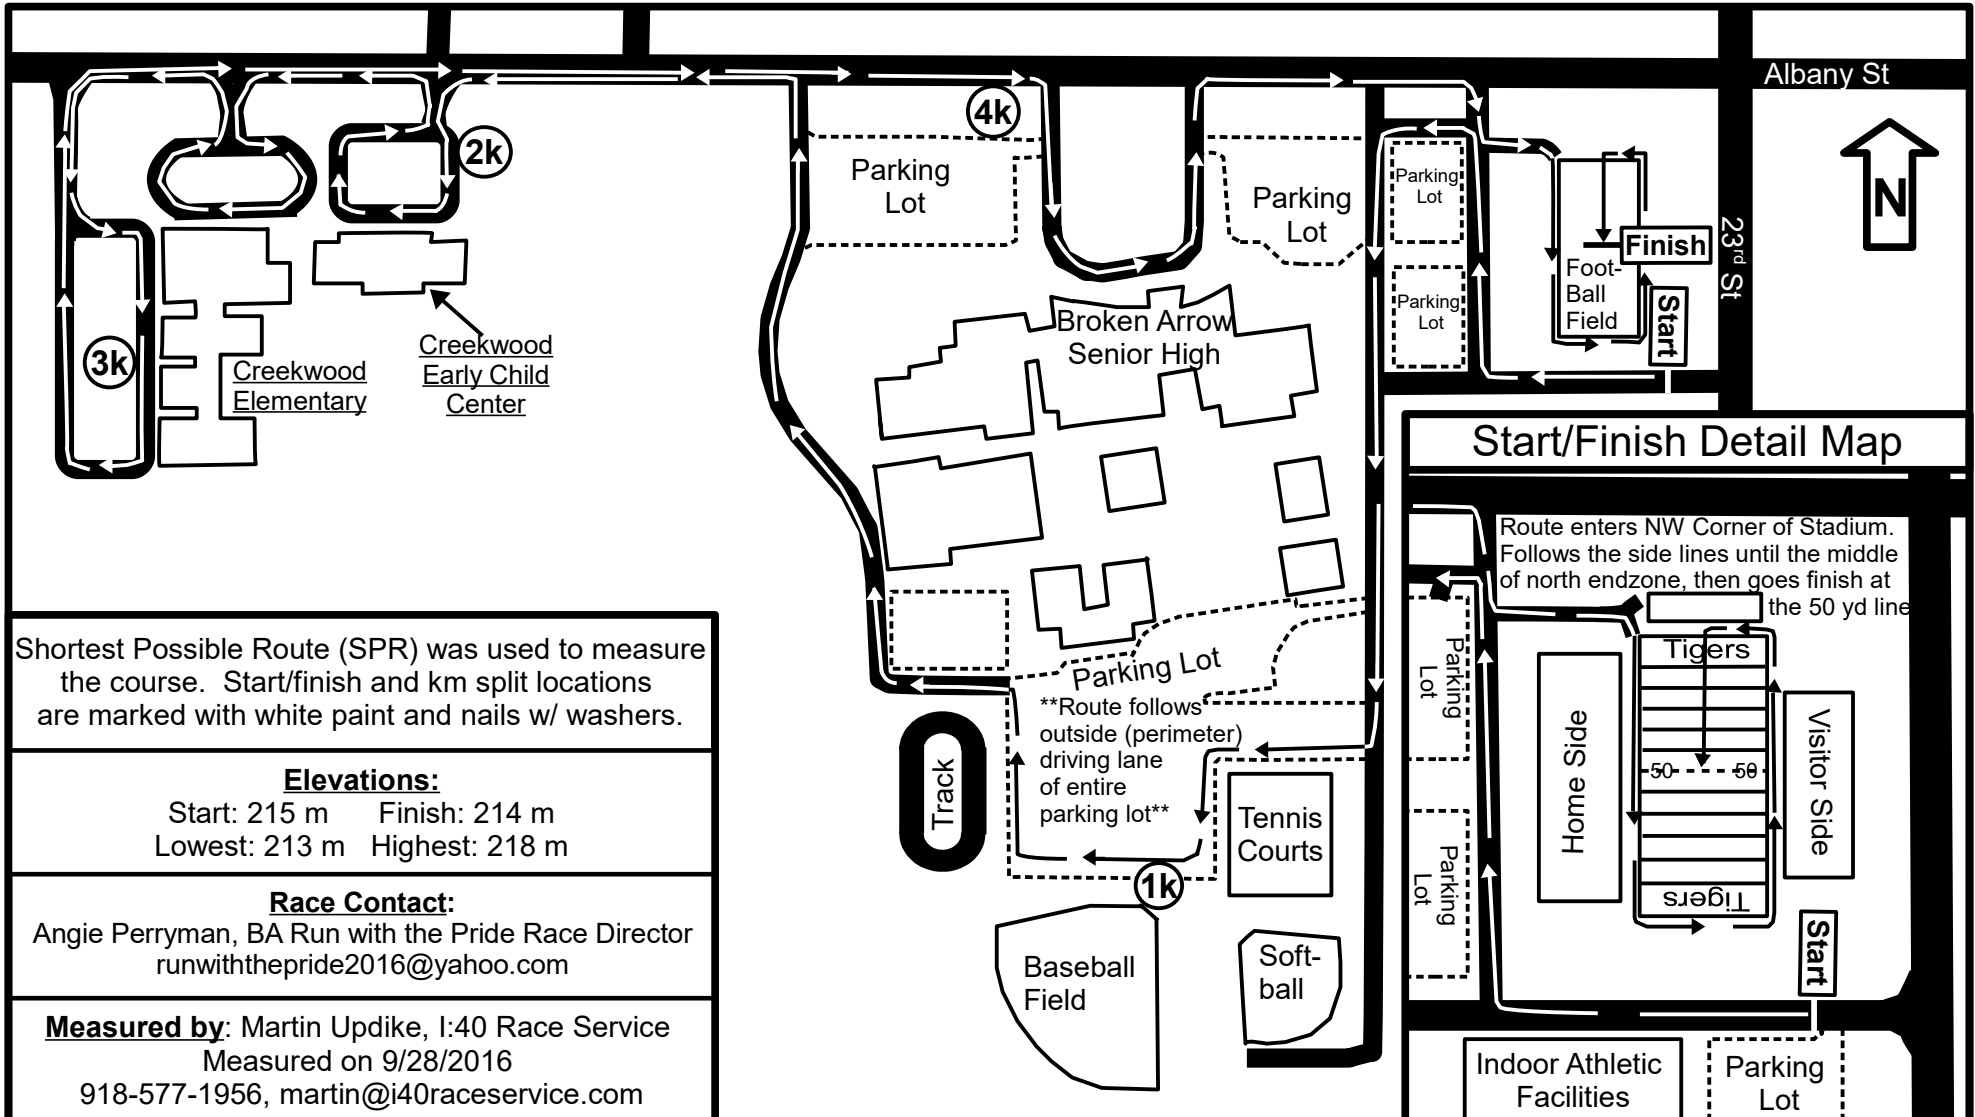 Albany St
4k
2k
Parking
Lot
Parking
Lot
Parking
Lot
N
23rd St
Finish
Foot-
Ball
Field
Start
Parking
Lot
Broken Arrow
Senior High
3k
Creekwood
Elementary
Creekwood
Early Child
Center
Start/Finish Detail Map
Route enters NW Corner of Stadium.
Follows the side lines until the middle
of north endzone, then goes finish at
the 50 yd line
Tigers
Parking
Lot
Home Side
50
50
Visitor Side
Parking
Lot
Tigers
Start
Indoor Athletic
Facilities
Parking
Lot
Parking Lot
**Route follows
outside (perimeter)
driving lane
of entire
parking lot**
Track
Tennis
Courts
1k
Baseball
Field
Soft-
ball
Shortest Possible Route (SPR) was used to measure
the course. Start/finish and km split locations
are marked with white paint and nails w/ washers.
Elevations:
Start: 215 m Finish: 214 m
Lowest: 213 m Highest: 218 m
Race Contact:
Angie Perryman, BA Run with the Pride Race Director
runwiththepride2016@yahoo.com
Measured by: Martin Updike, I:40 Race Service
Measured on 9/28/2016
918-577-1956, martin@i40raceservice.com